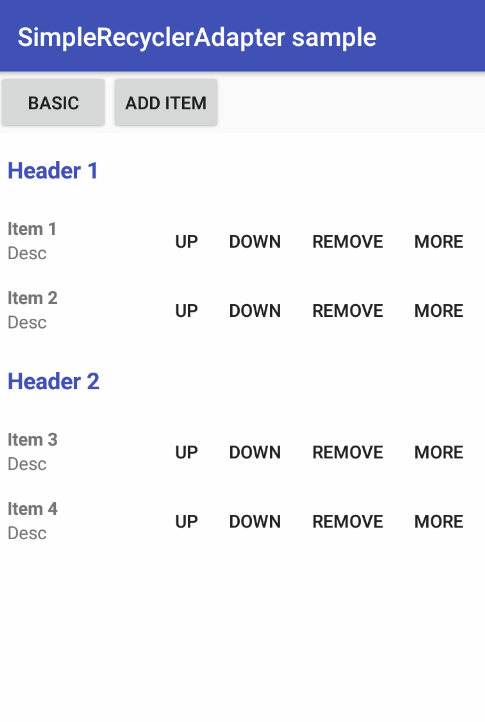 SimpleRecyclerAdapter sample
BASIC ADD ITEM
Header 1
Item 1
Desc
UP DOWN REMOVE MORE
Item 2
Desc
UP DOWN REMOVE MORE
Header 2
Item 3
Desc
UP DOWN REMOVE MORE
Item 4
Desc
UP DOWN REMOVE MORE